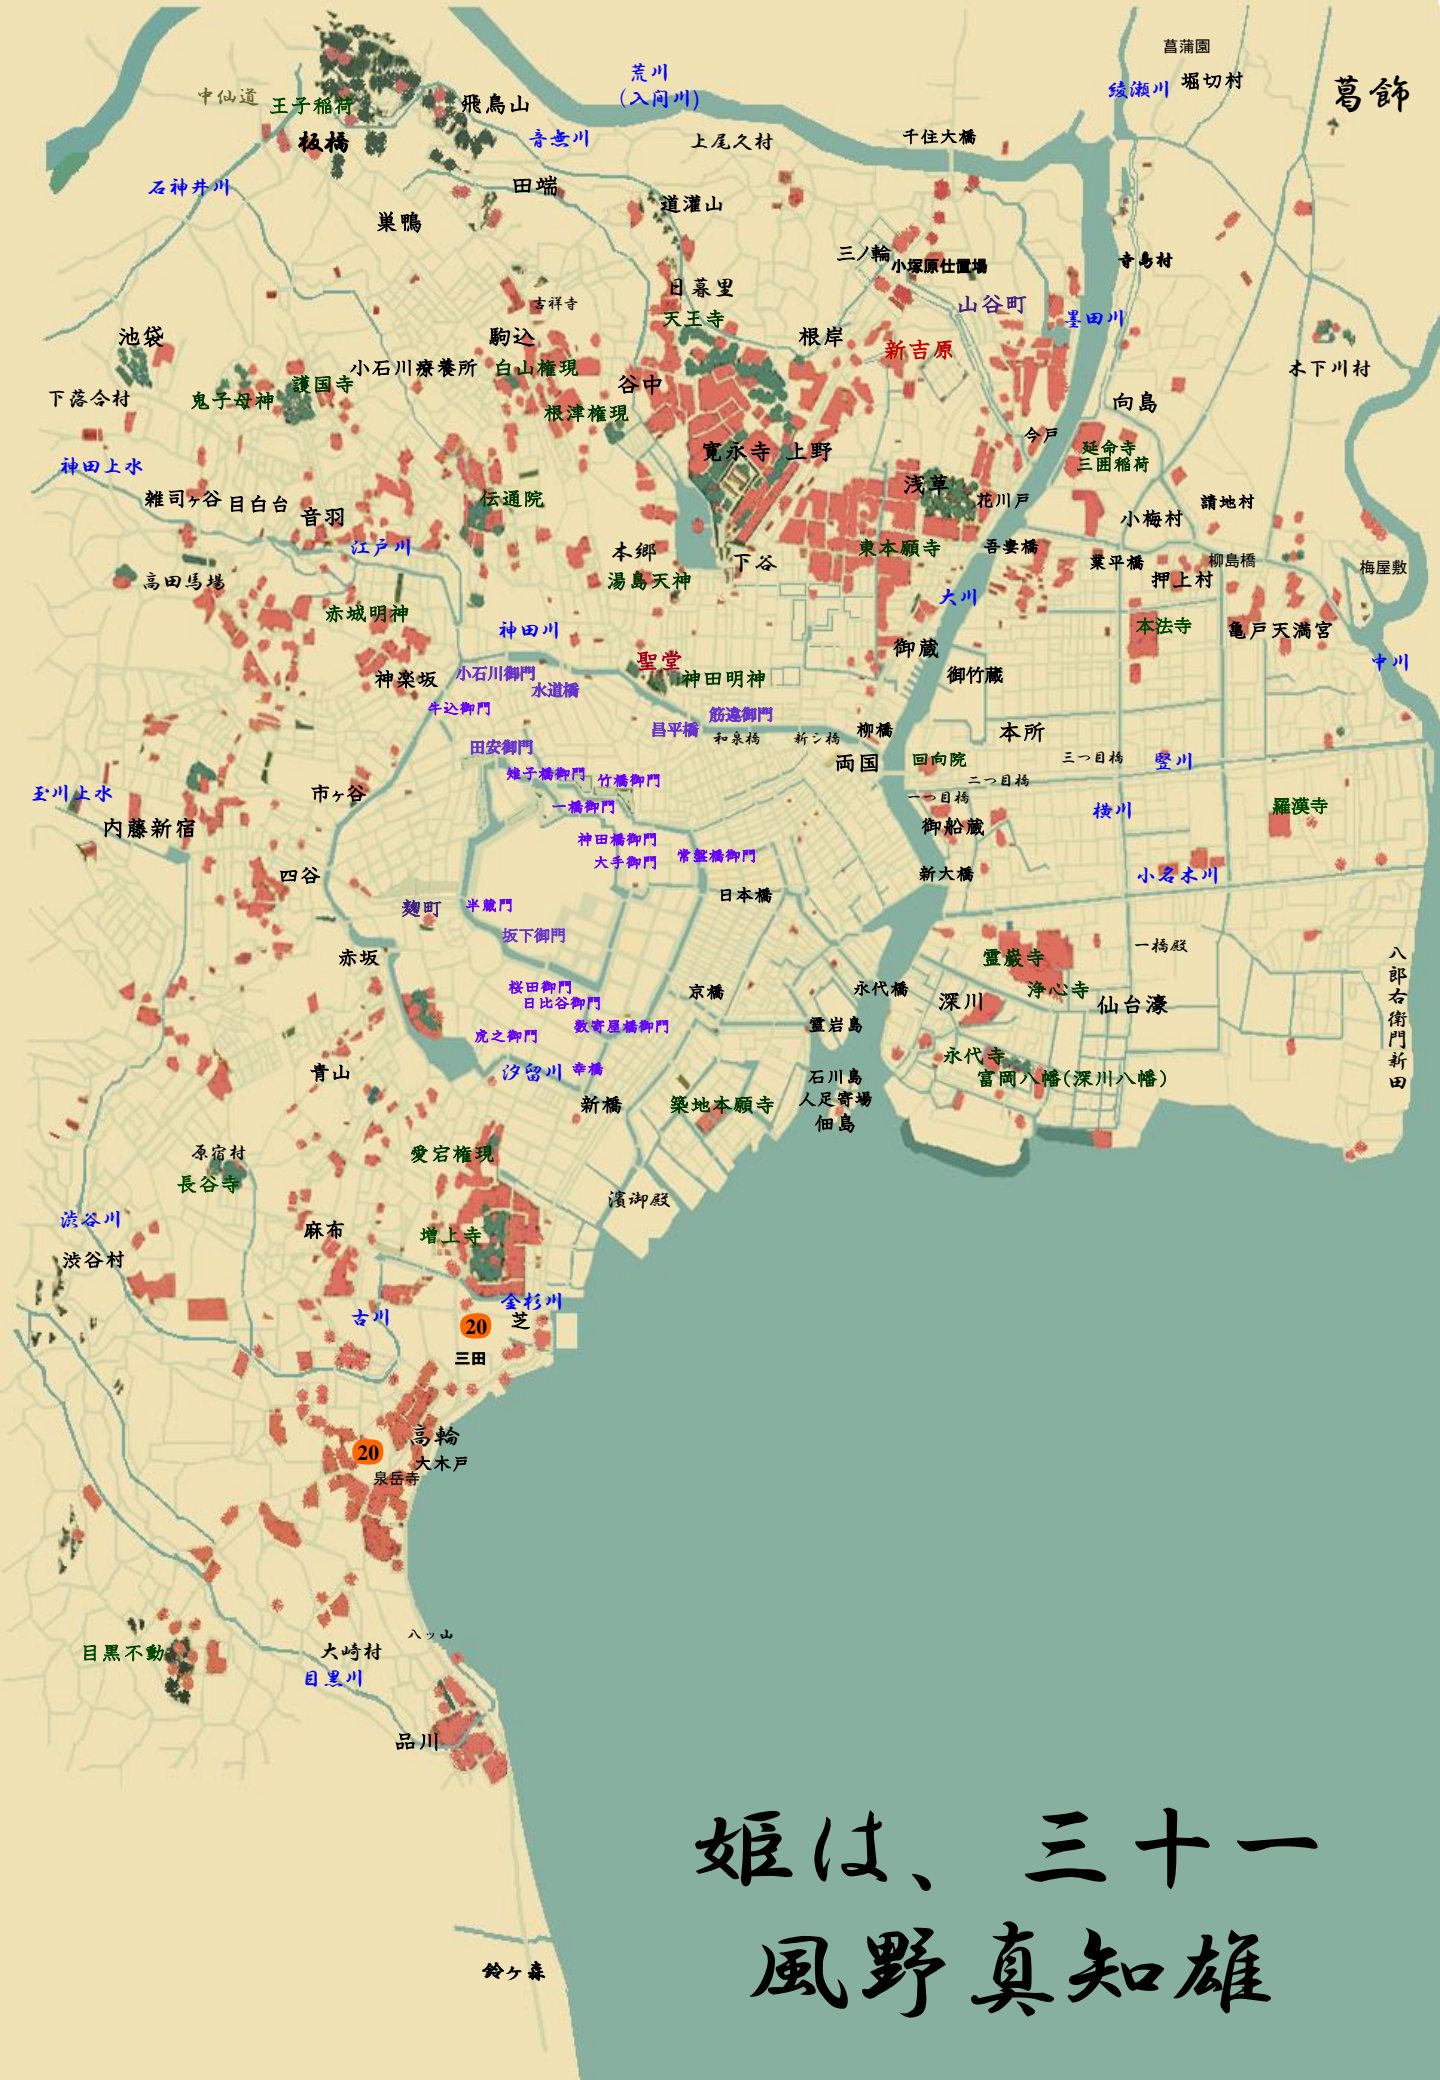 菖蒲園
荒川
(入间川)
綾瀬川
堀切村
葛飾
中仙道
王子稲荷
飛鳥山
板橋
音無川
上尾久村
千住大橋
石神井川
田端
道灌山
巣鴨
三ノ輪
小塚原仕置場
寺島村
日暮里
吉祥寺
山谷町
天王寺
墨田川
池袋
駒込
根岸
新吉原
小石川療養所
白山権現
木下川村
護国寺
谷中
下落合村
鬼子母神
根津権現
向島
今戸
延命寺
三囲稲荷
寛永寺
上野
神田上水
浅草
雑司ヶ谷
目白台
音羽
伝通院
花川戸
小梅村
請地村
江戸川
本郷
下谷
東本願寺
吾妻橋
業平橋
柳島橋
梅屋敷
高田馬場
湯島天神
押上村
大川
赤城明神
神田川
本法寺
亀戸天満宮
御蔵
中川
聖堂
神楽坂
小石川御門
水道橋
神田明神
御竹蔵
牛込御門
筋違御門
昌平橋
和泉橋
新シ橋
柳橋
本所
田安御門
両国
回向院
三つ目橋
竪川
雉子橋御門
竹橋御門
二つ目橋
玉川上水
市ヶ谷
一橋御門
一つ目橋
横川
羅漢寺
内藤新宿
御船蔵
神田橋御門
大手御門
常盤橋御門
四谷
新大橋
小名木川
日本橋
麹町
半蔵門
坂下御門
一橋殿
赤坂
霊巌寺
八郎右衛門新田
桜田御門
日比谷御門
京橋
永代橋
深川
浄心寺
仙台濠
数寄屋橋御門
霊岩島
虎之御門
永代寺
青山
汐留川
幸橋
石川島
人足寄場
佃島
富岡八幡(深川八幡)
新橋
築地本願寺
原宿村
愛宕権現
長谷寺
濱御殿
渋谷川
麻布
増上寺
渋谷村
金杉川
古川
20
芝
三田
高輪
20
大木戸
泉岳寺
八ッ山
目黒不動
大崎村
目黒川
品川
姫は、三十一
風野真知雄
鈴ヶ森